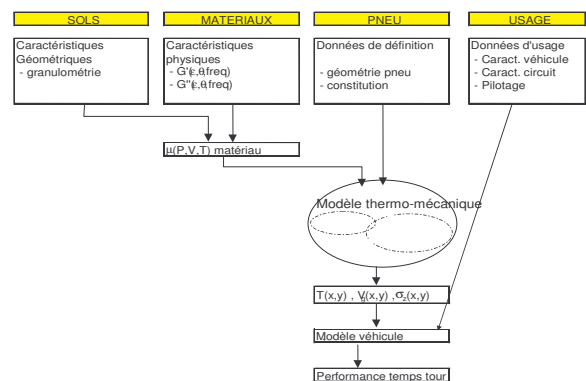 SOLS
MATERIAUX
PNEU
USAGE
Caractéristiques
Géométriques
- granulométrie
Caractéristiques
physiques
- G'(ε,θ,freq)
- G"(ε,θ,freq)
Données de définition
- géométrie pneu
- constitution
Données d'usage
- Caract. véhicule
- Caract. circuit
- Pilotage
μ(P,V,T) matériau
Modèle thermo-mécanique
T(x,y) , Vg(x,y) ,σz(x,y)
Modèle véhicule
Performance temps tour